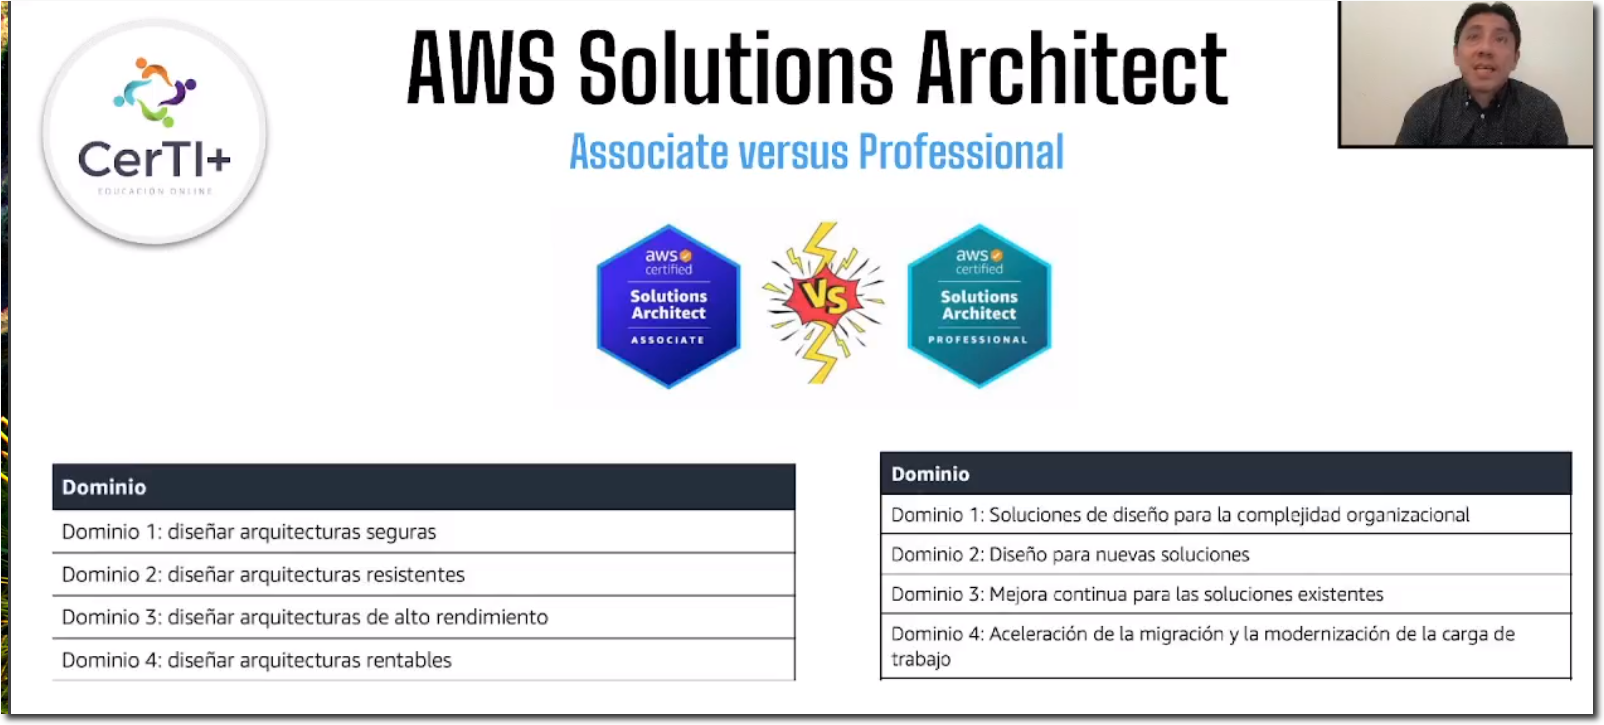 AWS Solutions Architect
Associate versus Professional
CerTI+
EDUCACIÓN ONLINE
aws
certified
Solutions
Architect
ASSOCIATE
VS
aws
certified
Solutions
Architect
PROFESSIONAL
Dominio
Dominio 1: diseñar arquitecturas seguras
Dominio 2: diseñar arquitecturas resistentes
Dominio 3: diseñar arquitecturas de alto rendimiento
Dominio 4: diseñar arquitecturas rentables
Dominio
Dominio 1: Soluciones de diseño para la complejidad organizacional
Dominio 2: Diseño para nuevas soluciones
Dominio 3: Mejora continua para las soluciones existentes
Dominio 4: Aceleración de la migración y la modernización de la carga de
trabajo